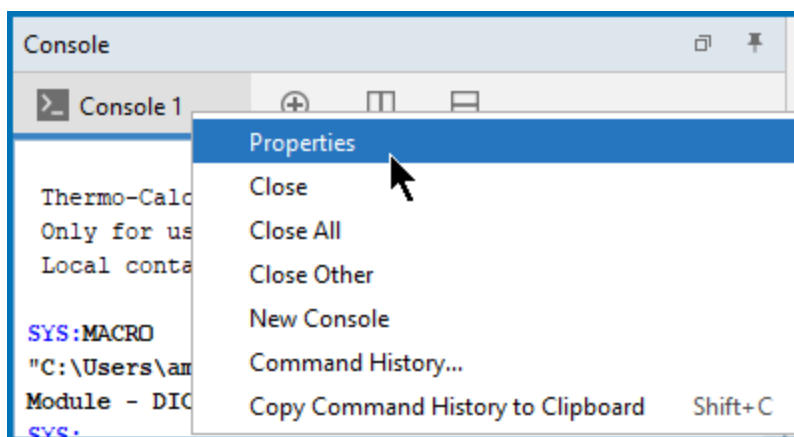 Console
Console 1
Properties
Close
Close All
Close Other
New Console
Command History...
Copy Command History to Clipboard Shift+C
Thermo-Calc
Only for us
Local conta
SYS:MACRO
"C:\Users\am
Module - DIC
SYS: